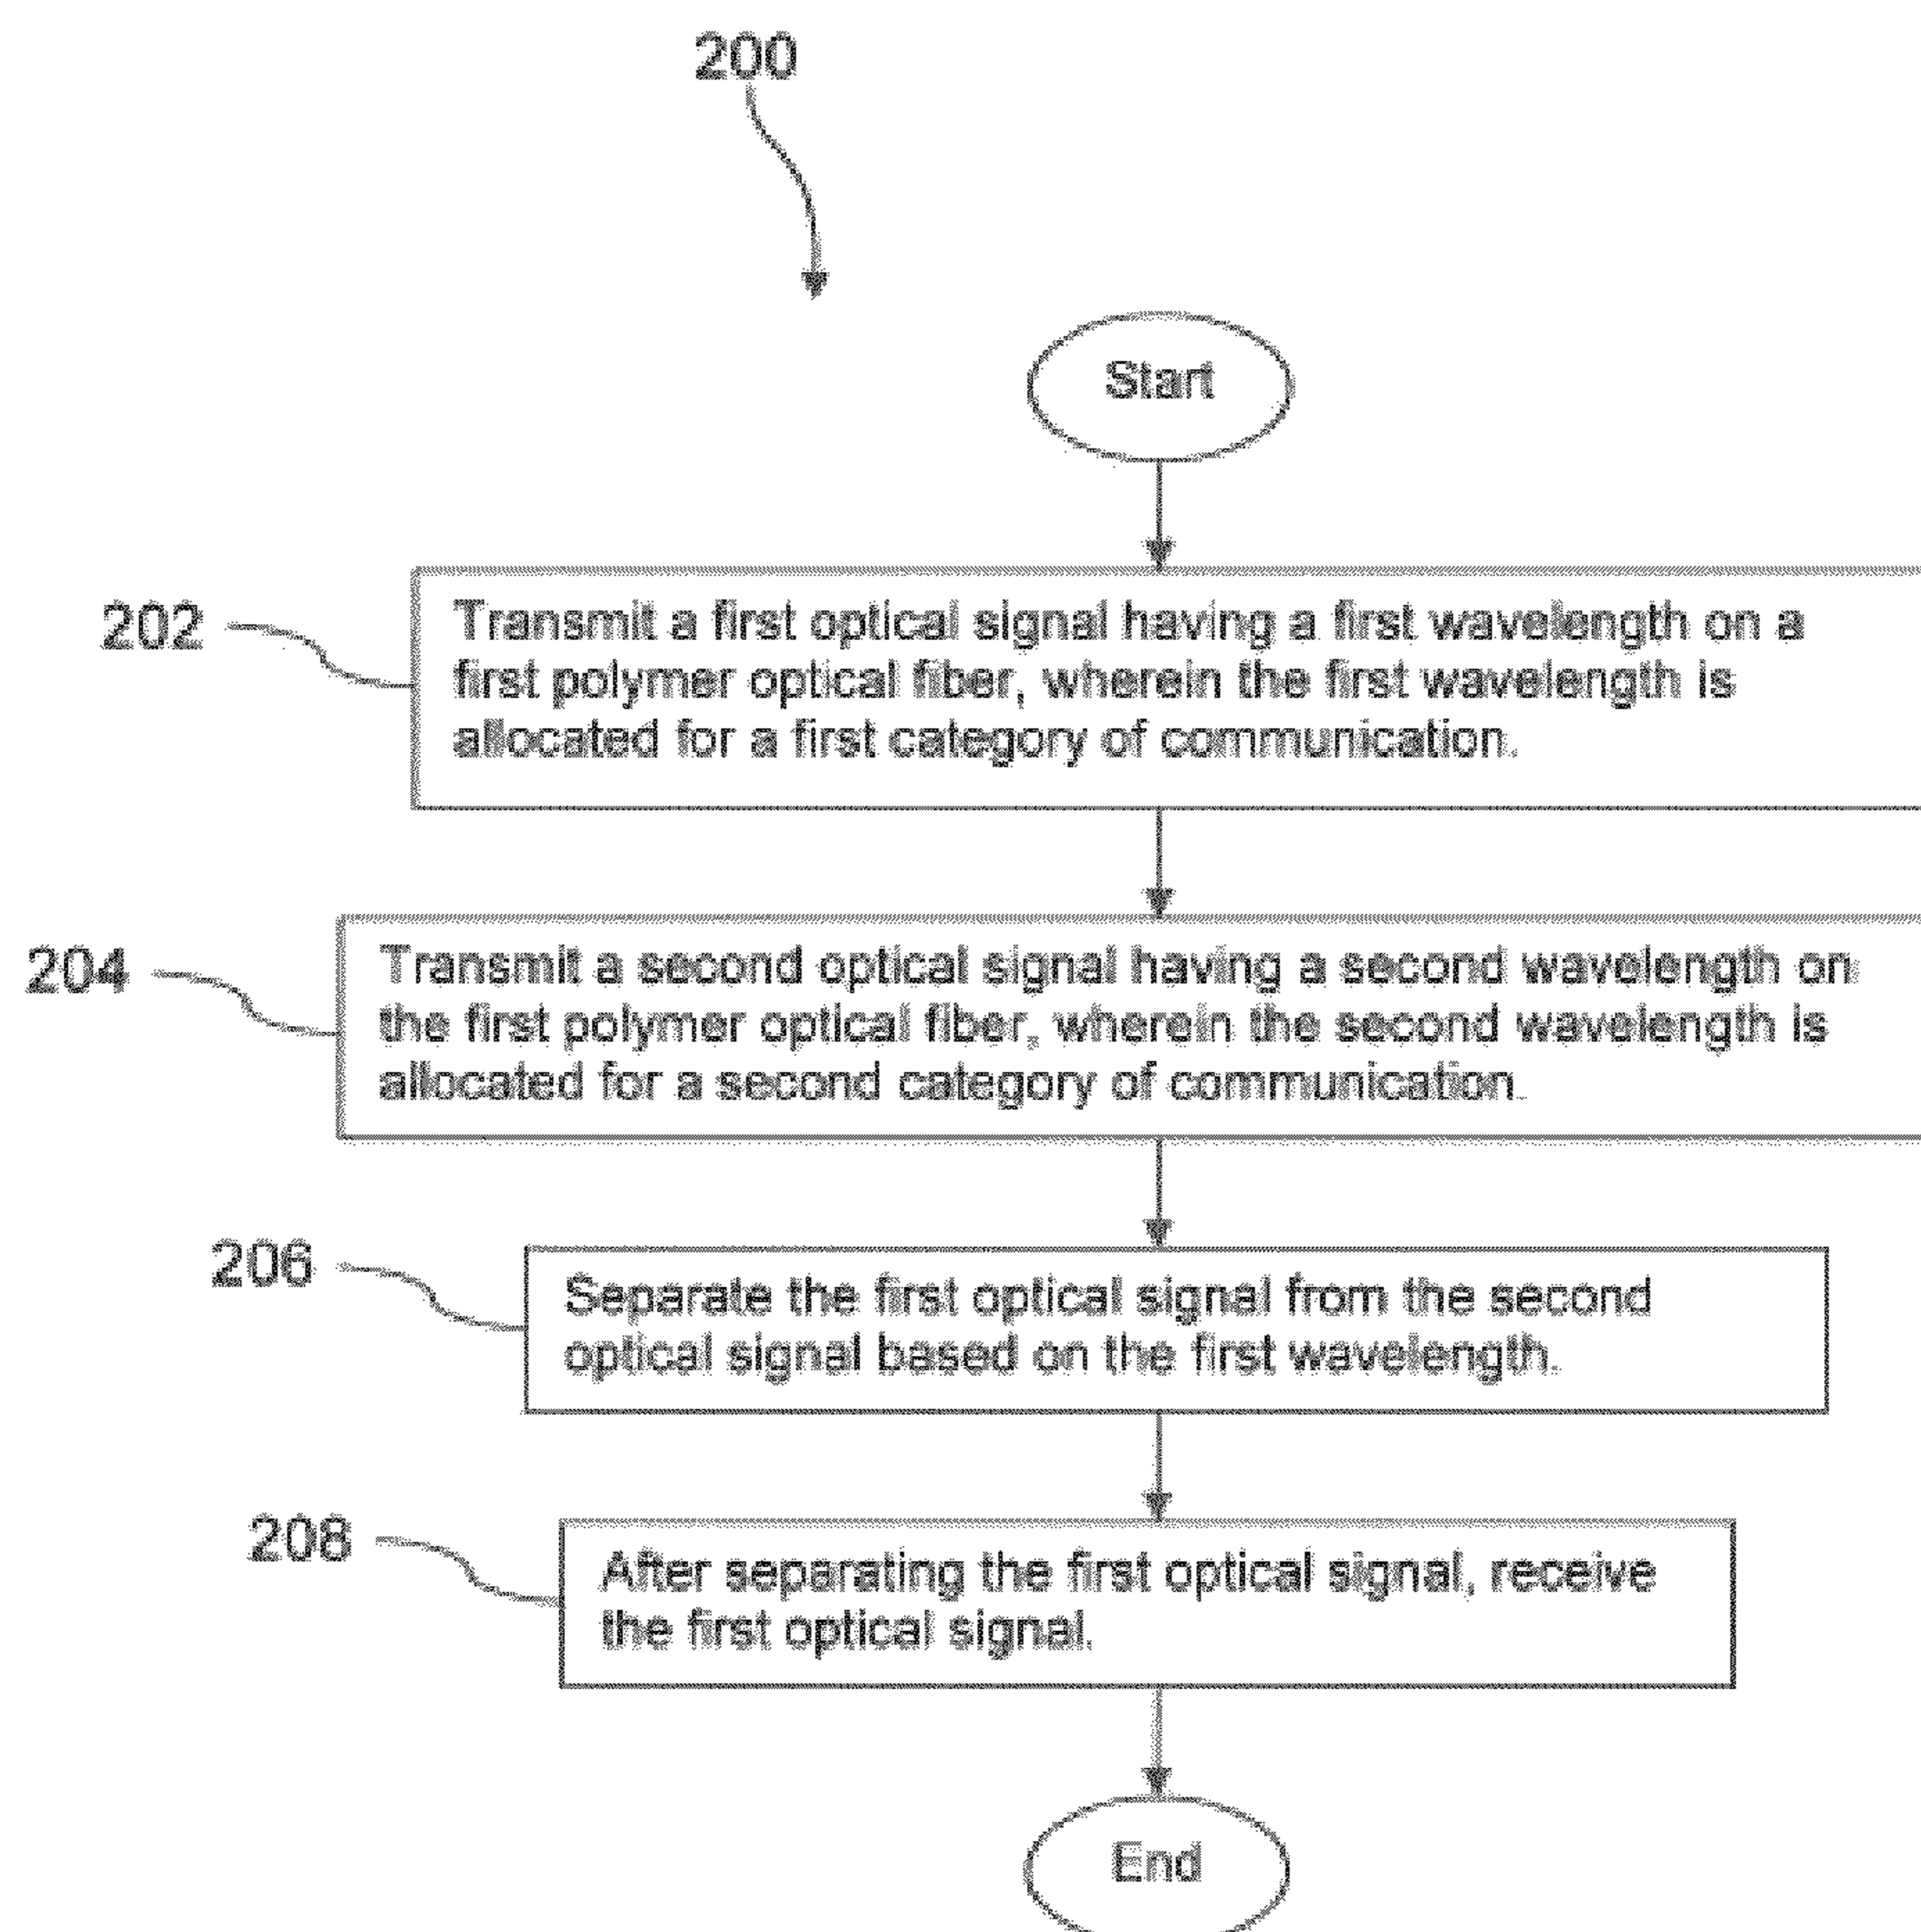 200
Start
202
Transmit a first optical signal having a first wavelength on a
first polymer optical fiber, wherein the first wavelength is
allocated for a first category of communication.
204
Transmit a second optical signal having a second wavelength on
the first polymer optical fiber, wherein the second wavelength is
allocated for a second category of communication.
206
Separate the first optical signal from the second
optical signal based on the first wavelength.
208
After separating the first optical signal, receive
the first optical signal.
End